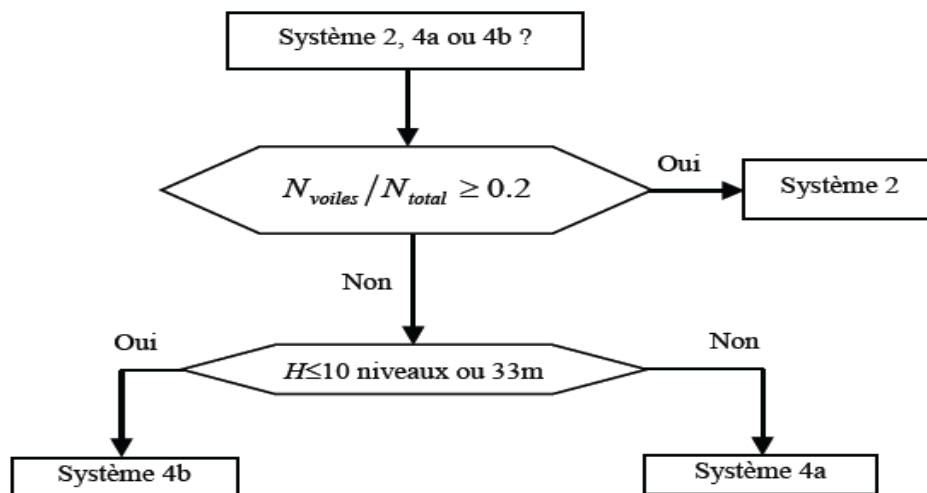 Système 2, 4a ou 4b ?
Oui
N_voiles / N_total ≥ 0.2
Système 2
Non
Oui
Non
H≤10 niveaux ou 33m
Système 4b
Système 4a